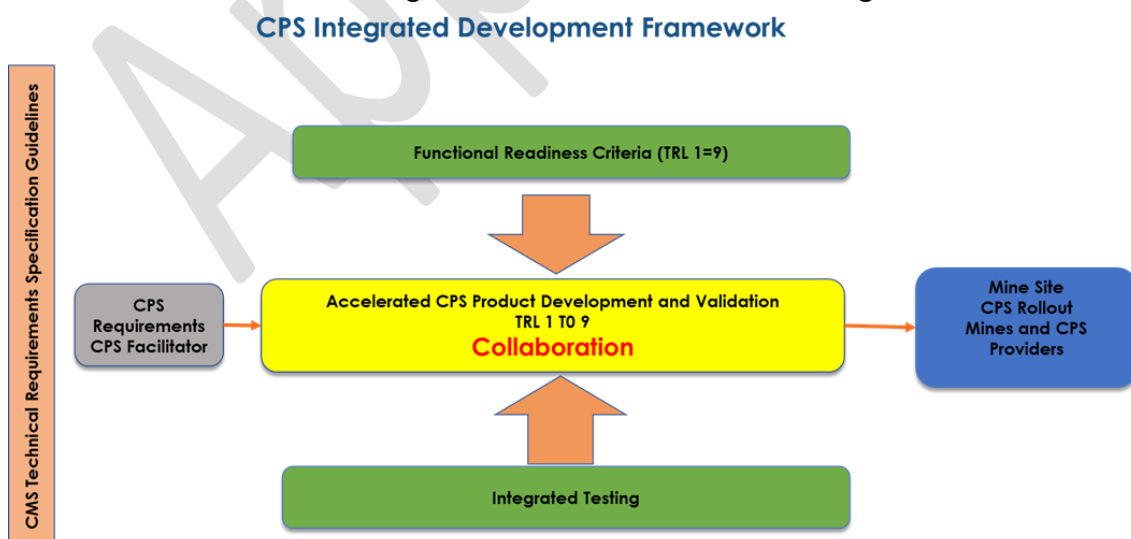 CPS Integrated Development Framework
CMS Technical Requirements Specification Guidelines
Functional Readiness Criteria (TRL 1=9)
CPS
Requirements
CPS Facilitator
Accelerated CPS Product Development and Validation
TRL 1 T0 9
Collaboration
Mine Site
CPS Rollout
Mines and CPS
Providers
Integrated Testing